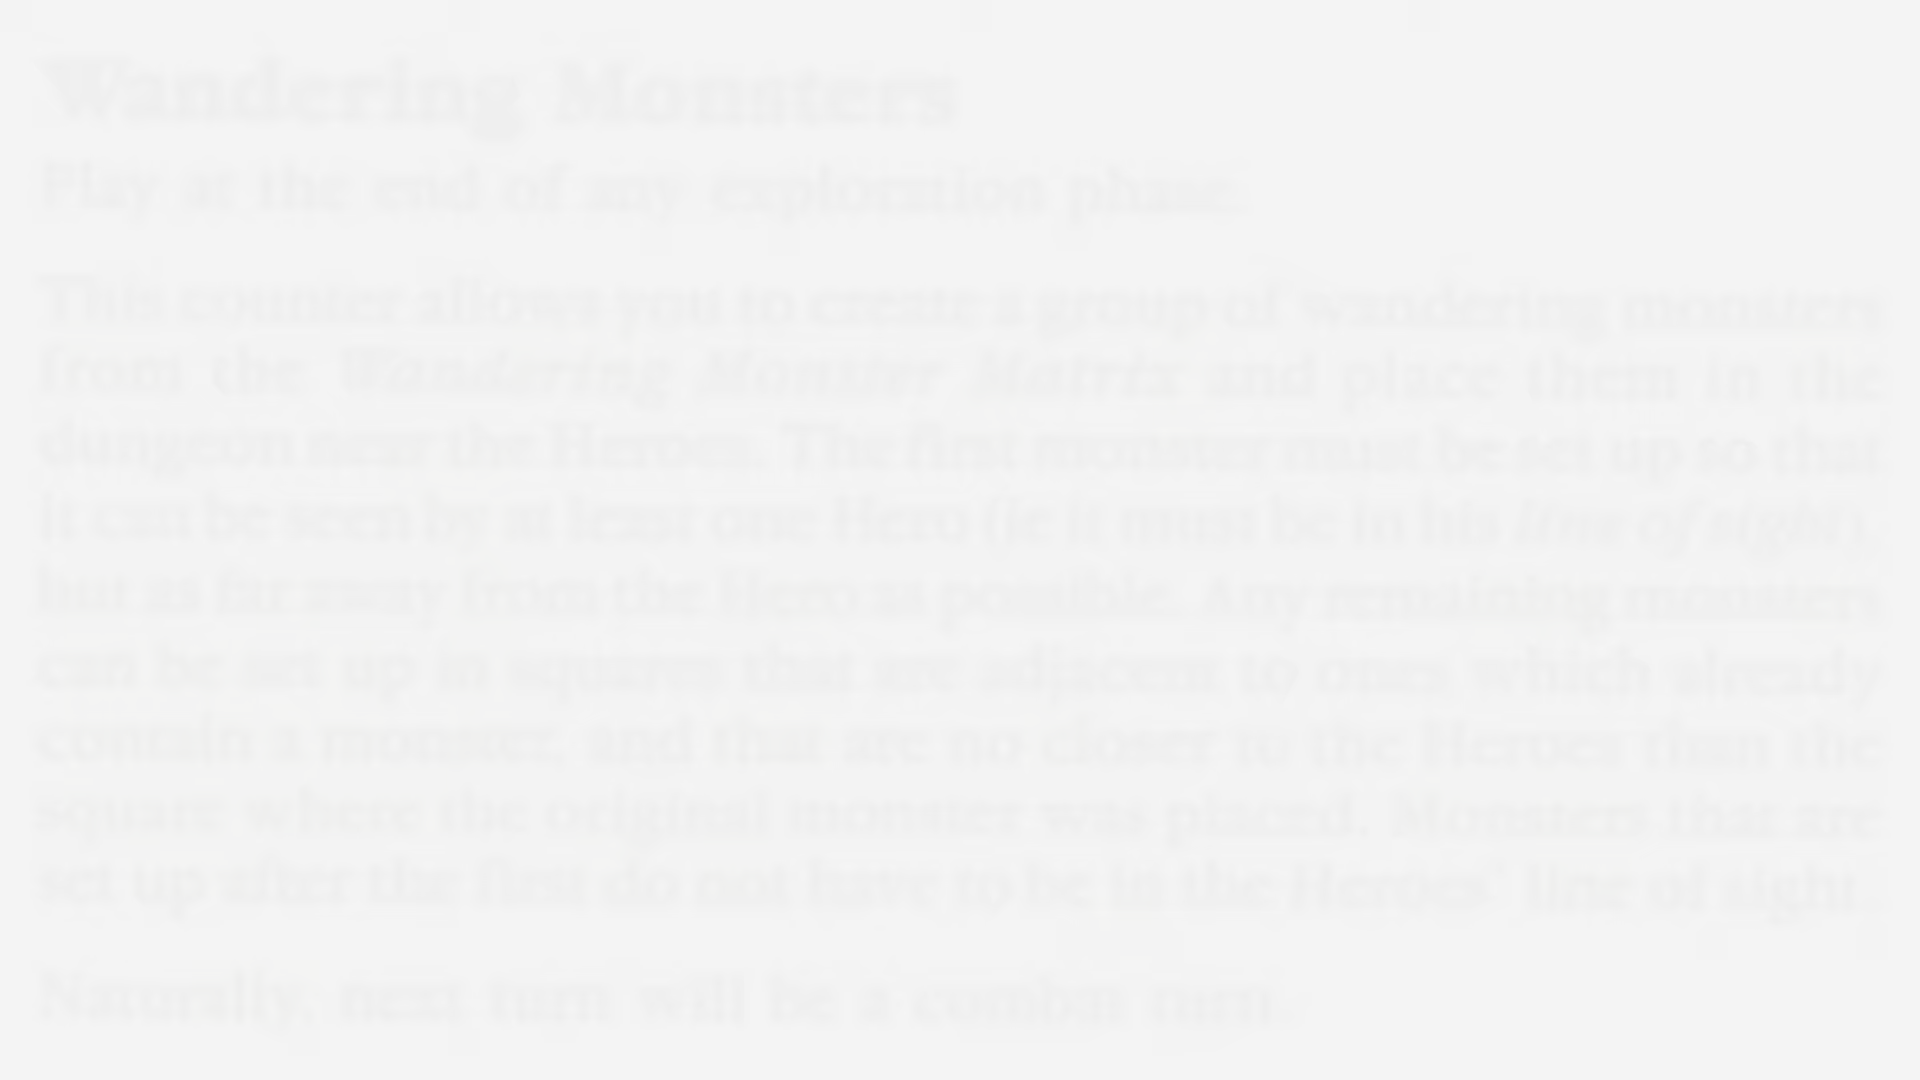 Wandering Monsters
Play at the end of any exploration phase.
This counter allows you to create a group of wandering monsters
from the Wandering Monster Matrix and place them in the
dungeon near the Heroes. The first monster must be set up so that
it can be seen by at least one Hero (ie it must be in his line of sight),
but as far away from the Hero as possible. Any remaining monsters
can be set up in squares that are adjacent to ones which already
contain a monster, and that are no closer to the Heroes than the
square where the original monster was placed. Monsters that are
set up after the first do not have to be in the Heroes' line of sight.
Naturally, next turn will be a combat turn.